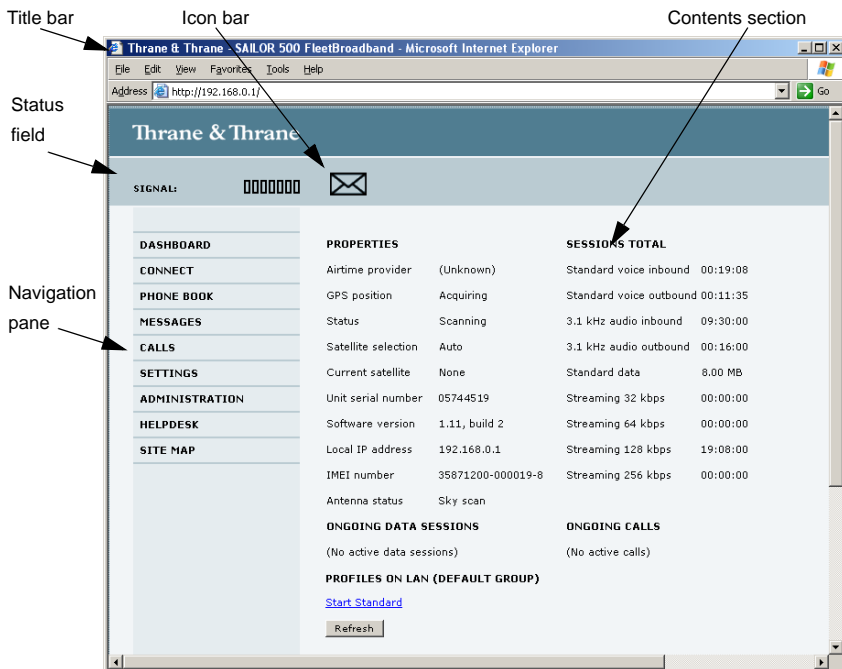 Title bar Icon bar Contents section
Thrane & Thrane - SAILOR 500 FleetBroadband - Microsoft Internet Explorer
File Edit View Favorites Tools Help
Address http://192.168.0.1/ Go
Status
field
Thrane & Thrane
SIGNAL:
Navigation
pane
DASHBOARD
CONNECT
PHONE BOOK
MESSAGES
CALLS
SETTINGS
ADMINISTRATION
HELPDESK
SITE MAP
PROPERTIES
Airtime provider (Unknown)
GPS position Acquiring
Status Scanning
Satellite selection Auto
Current satellite None
Unit serial number 05744519
Software version 1.11, build 2
Local IP address 192.168.0.1
IMEI number 35871200-000019-8
Antenna status Sky scan
SESSIONS TOTAL
Standard voice inbound 00:19:08
Standard voice outbound 00:11:35
3.1 kHz audio inbound 09:30:00
3.1 kHz audio outbound 00:16:00
Standard data 8.00 MB
Streaming 32 kbps 00:00:00
Streaming 64 kbps 00:00:00
Streaming 128 kbps 19:08:00
Streaming 256 kbps 00:00:00
ONGOING DATA SESSIONS
(No active data sessions)
ONGOING CALLS
(No active calls)
PROFILES ON LAN (DEFAULT GROUP)
Start Standard
Refresh